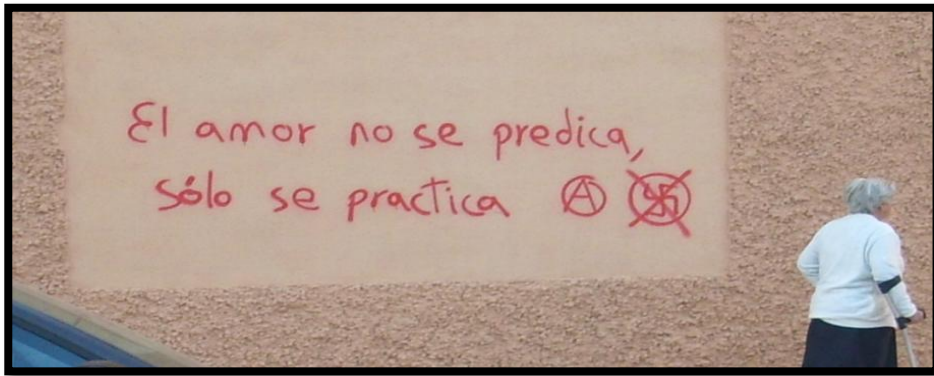 El amor no se predica,
sólo se practica Ⓐ